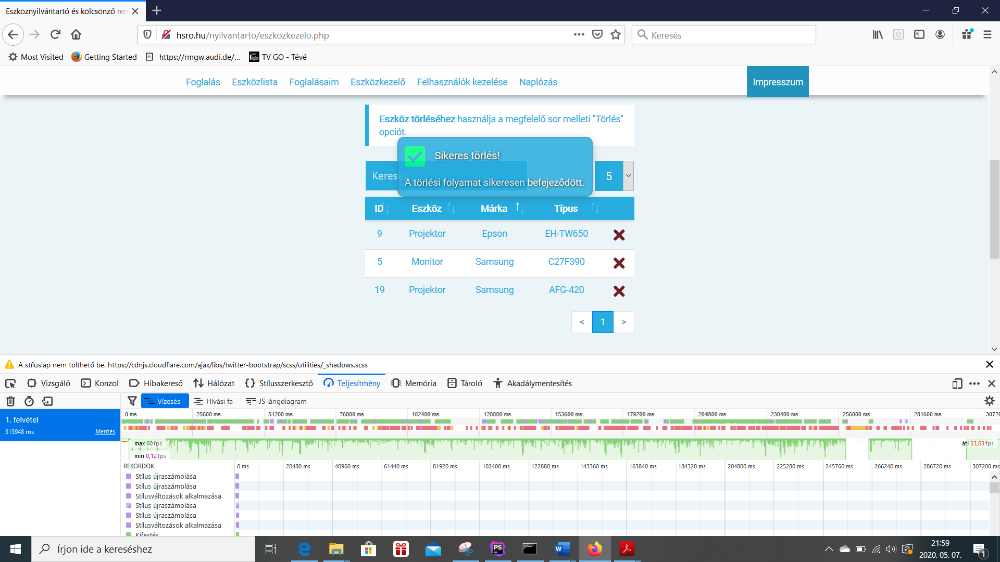 Eszköznyilvántartó és kölcsönző ren
hsro.hu/nyilvantarto/eszkozkezelo.php
Keresés
Most Visited
Getting Started
https://rmgw.audi.de/...
TV GO - Tévé
Foglalás Eszközlista Foglalásaim Eszközkezelő Felhasználók kezelése Naplózás Impresszum
Eszköz törléséhez használja a megfelelő sor melleti "Törlés"
opciót.
Sikeres törlés!
Keresés
5
A törlési folyamat sikeresen befejeződött.
ID Eszköz Márka Típus
9 Projektor Epson EH-TW650
5 Monitor Samsung C27F390
19 Projektor Samsung AFG-420
< 1 >
A stíluslap nem tölthető be. https://cdnjs.cloudflare.com/ajax/libs/twitter-bootstrap/scss/utilities/_shadows.scss
Vizsgáló Konzol Hibakereső Hálózat Stílusszerkesztő Teljesítmény Memória Tároló Akadálymentesítés
Vízesés Hívási fa JS lángdiagram
1. felvétel
313948 ms Mentés
0 ms 25600 ms 51200 ms 76800 ms 102400 ms 128000 ms 153600 ms 179200 ms 204800 ms 230400 ms 256000 ms 281600 ms 3072
max 60 fps
átl 53,63 fps
min 0,12 fps
REKORDOK
0 ms 20480 ms 40960 ms 61440 ms 81920 ms 102400 ms 122880 ms 143360 ms 163840 ms 184320 ms 204800 ms 225280 ms 245760 ms 266240 ms 286720 ms 307200 ms
Stílus újraszámolása
Stílus újraszámolása
Stílusváltozások alkalmazása
Stílus újraszámolása
Stílus újraszámolása
Stílusváltozások alkalmazása
Kifestés
Írjon ide a kereséshez
PS
W
21:59
2020. 05. 07.
1